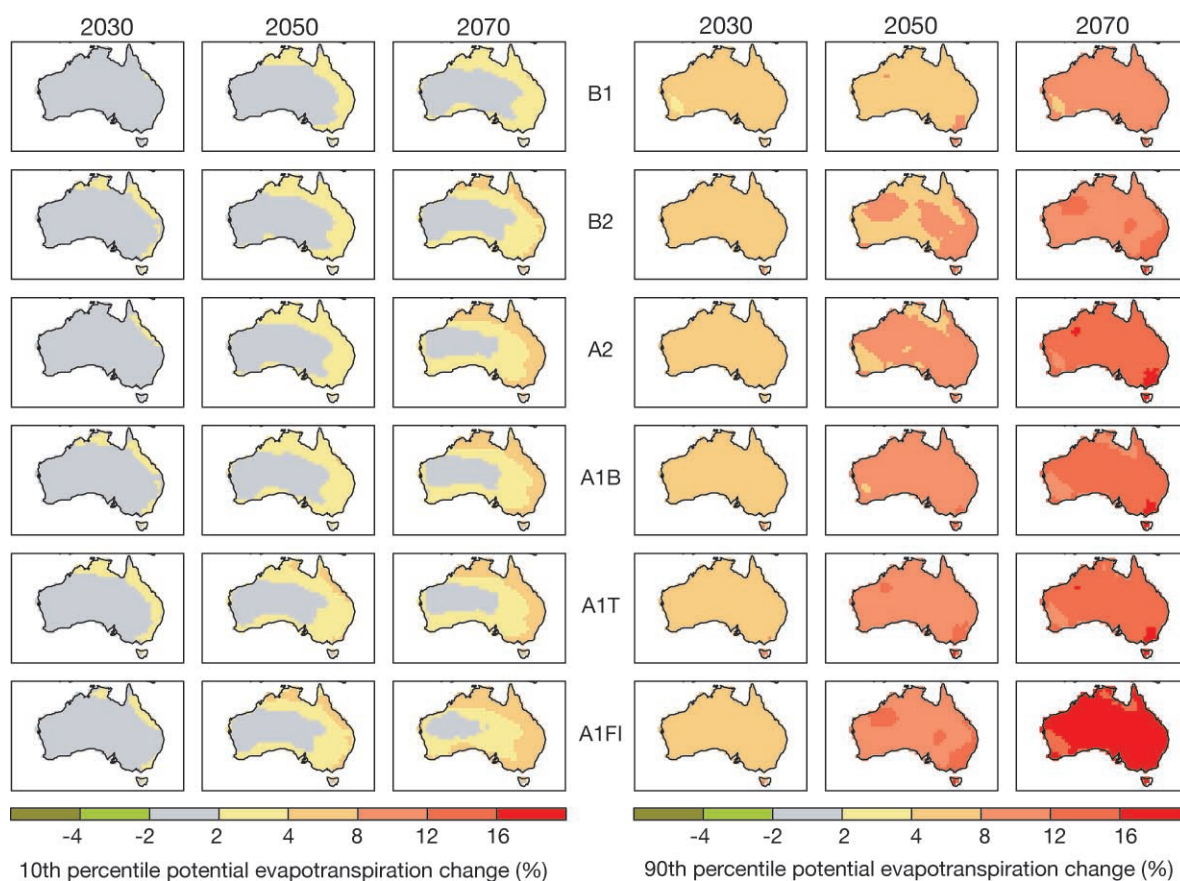 2030 2050 2070 2030 2050 2070
B1
B2
A2
A1B
A1T
A1FI
-4 -2 2 4 8 12 16 -4 -2 2 4 8 12 16
10th percentile potential evapotranspiration change (%) 90th percentile potential evapotranspiration change (%)